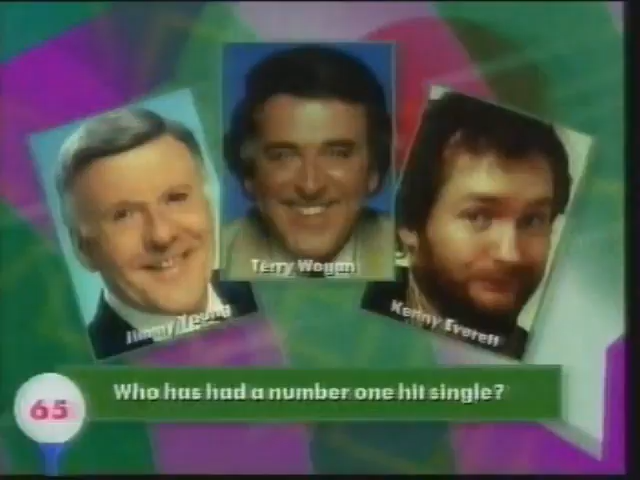 Terry Wogan
Jimmy Young
Kenny Everett
65
Who has had a number one hit single?